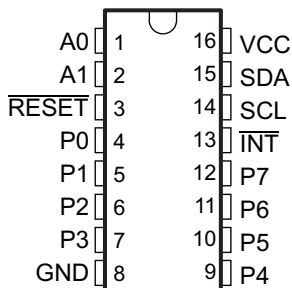 A0 1 16 VCC
A1 2 15 SDA
RESET 3 14 SCL
P0 4 13 INT
P1 5 12 P7
P2 6 11 P6
P3 7 10 P5
GND 8 9 P4